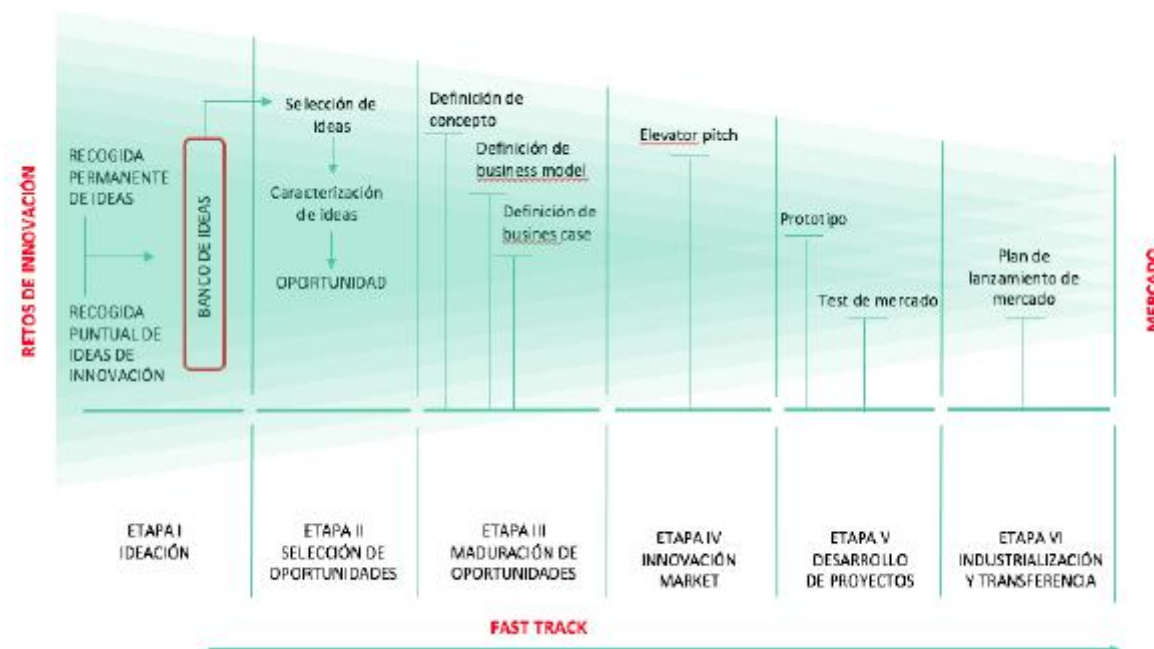 RETOS DE INNOVACIÓN
RECOGIDA
PERMANENTE
DE IDEAS
RECOGIDA
PUNTUAL DE
IDEAS DE
INNOVACIÓN
BANCO DE IDEAS
Selección de
ideas
Caracterización
de ideas
OPORTUNIDAD
Definición de
concepto
Definición de
business model
Definición de
busines case
Elevator pitch
Prototipo
Test de mercado
Plan de
lanzamiento de
mercado
MERCADO
ETAPA I
IDEACIÓN
ETAPA II
SELECCIÓN DE
OPORTUNIDADES
ETAPA III
MADURACIÓN DE
OPORTUNIDADES
ETAPA IV
INNOVACIÓN
MARKET
ETAPA V
DESARROLLO
DE PROYECTOS
ETAPA VI
INDUSTRIALIZACIÓN
Y TRANSFERENCIA
FAST TRACK